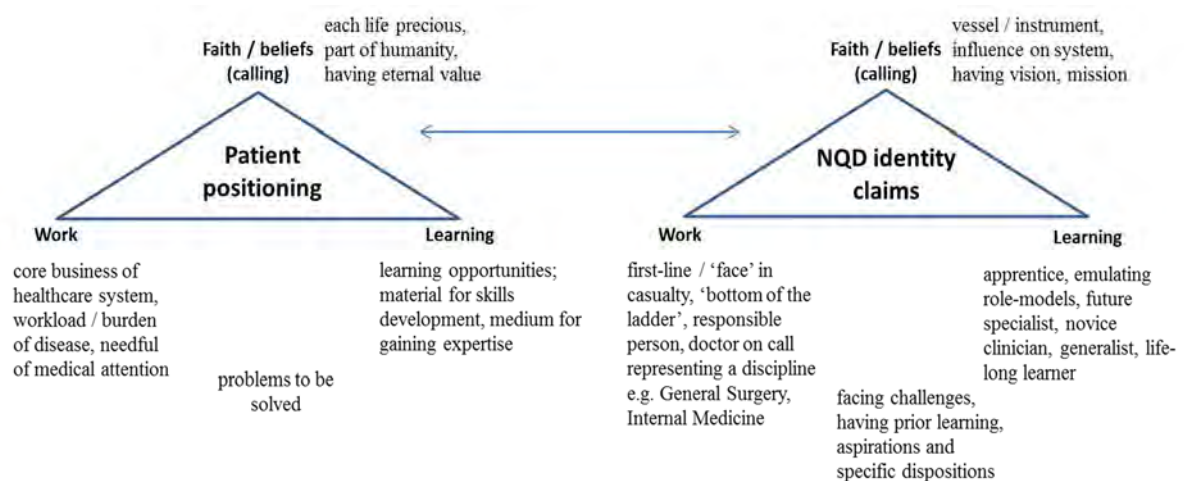 each life precious,
part of humanity,
having eternal value
Faith / beliefs
(calling)
Patient
positioning
Work
Learning
core business of
healthcare system,
workload / burden
of disease, needful
of medical attention
learning opportunities;
material for skills
development, medium for
gaining expertise
problems to be
solved
vessel / instrument,
influence on system,
having vision, mission
Faith / beliefs
(calling)
NQD identity
claims
Work
Learning
first-line / ‘face’ in
casualty, ‘bottom of the
ladder’, responsible
person, doctor on call
representing a discipline
e.g. General Surgery,
Internal Medicine
apprentice, emulating
role-models, future
specialist, novice
clinician, generalist, life-
long learner
facing challenges,
having prior learning,
aspirations and
specific dispositions